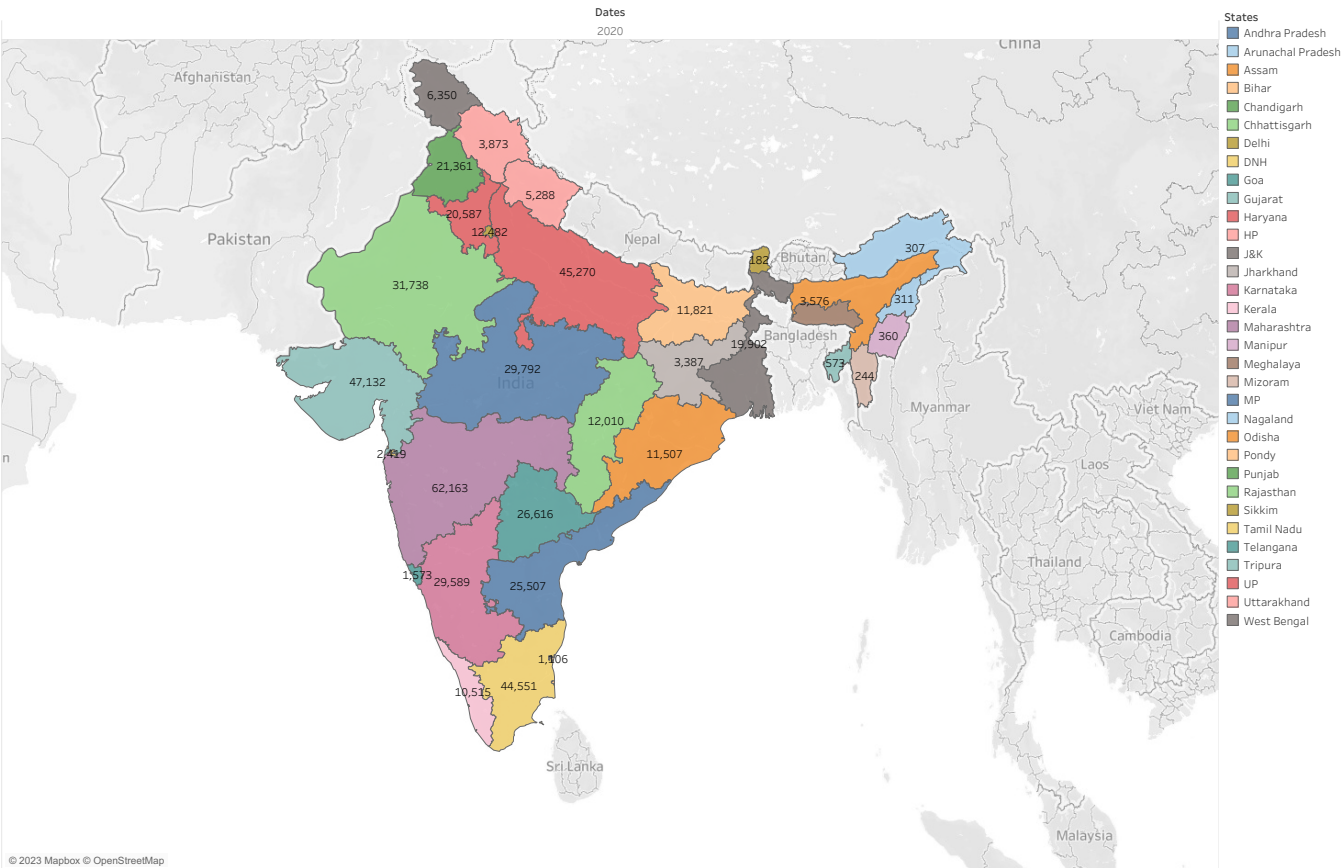 Dates
2020
States
Andhra Pradesh
Arunachal Pradesh
Assam
Bihar
Chandigarh
Chhattisgarh
Delhi
DNH
Goa
Gujarat
Haryana
HP
J&K
Jharkhand
Karnataka
Kerala
Maharashtra
Manipur
Meghalaya
Mizoram
MP
Nagaland
Odisha
Pondy
Punjab
Rajasthan
Sikkim
Tamil Nadu
Telangana
Tripura
UP
Uttarakhand
West Bengal
China
Afghanistan
6,350
3,873
21,361
5,288
20,587
12,482
Pakistan
Nepal
307
182
Bhutan
45,270
31,738
3,576
311
11,821
Bangladesh
360
19,902
3,387
573
29,792
244
India
47,132
Myanmar
Viet Nam
12,010
2,419
11,507
n
Laos
62,163
26,616
Thailand
1,573
29,589
25,507
Cambodia
10,515
44,551
Sri Lanka
Malaysia
© 2023 Mapbox © OpenStreetMap